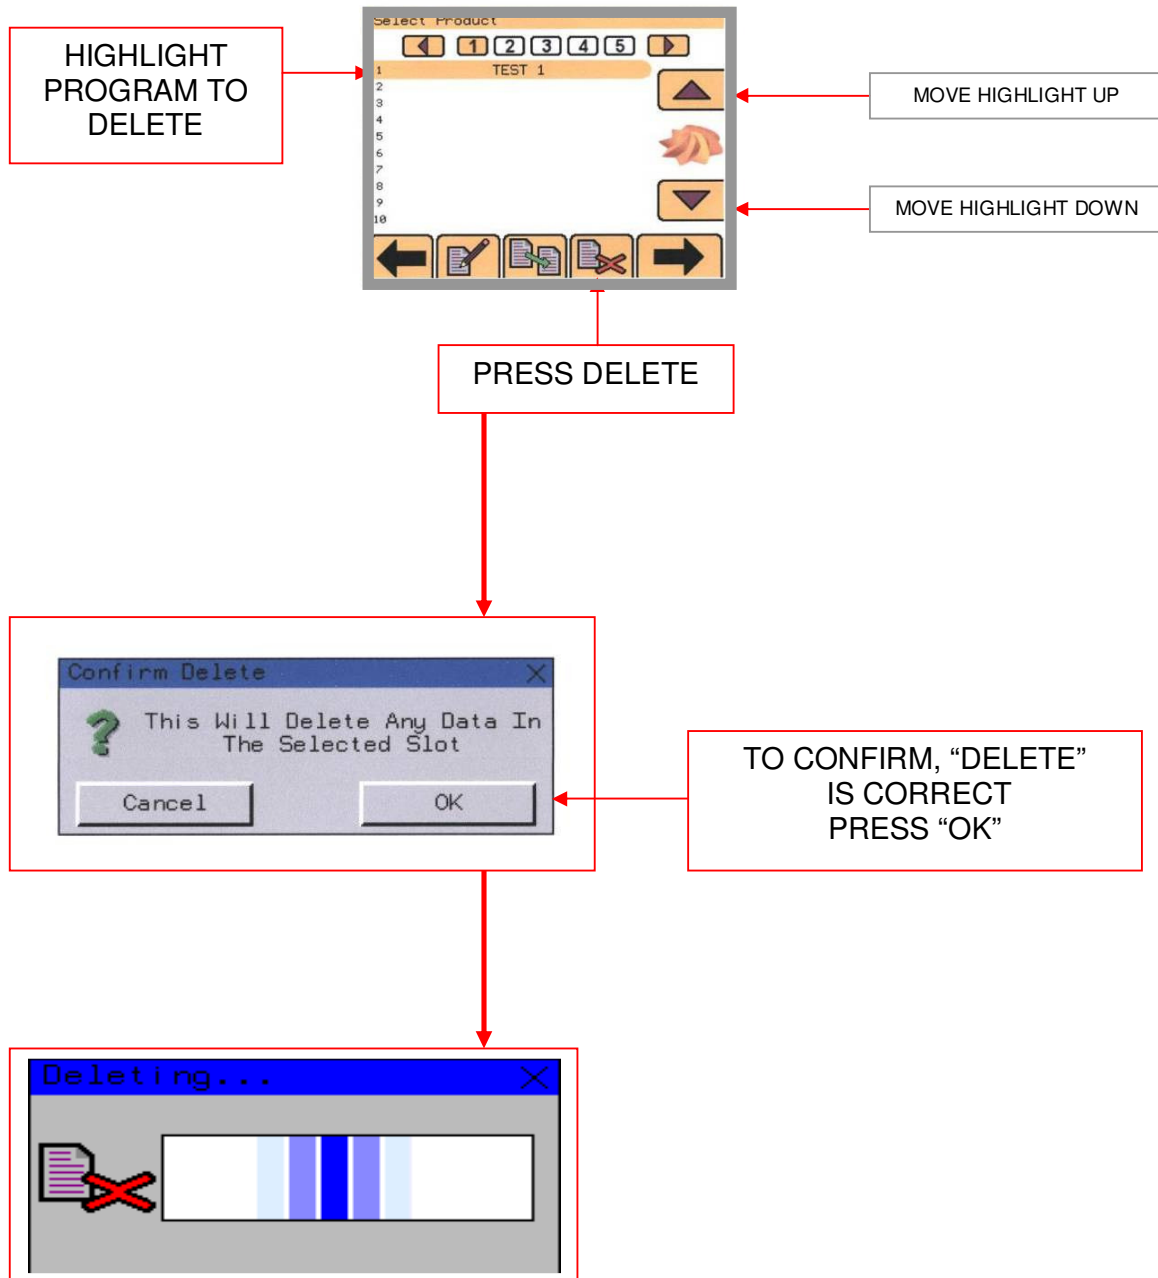 HIGHLIGHT
PROGRAM TO
DELETE
Select Product
1 2 3 4 5
1 TEST 1
2
3
4
5
6
7
8
9
10
MOVE HIGHLIGHT UP
MOVE HIGHLIGHT DOWN
PRESS DELETE
Confirm Delete
This Will Delete Any Data In
The Selected Slot
Cancel OK
TO CONFIRM, “DELETE”
IS CORRECT
PRESS “OK”
Deleting...